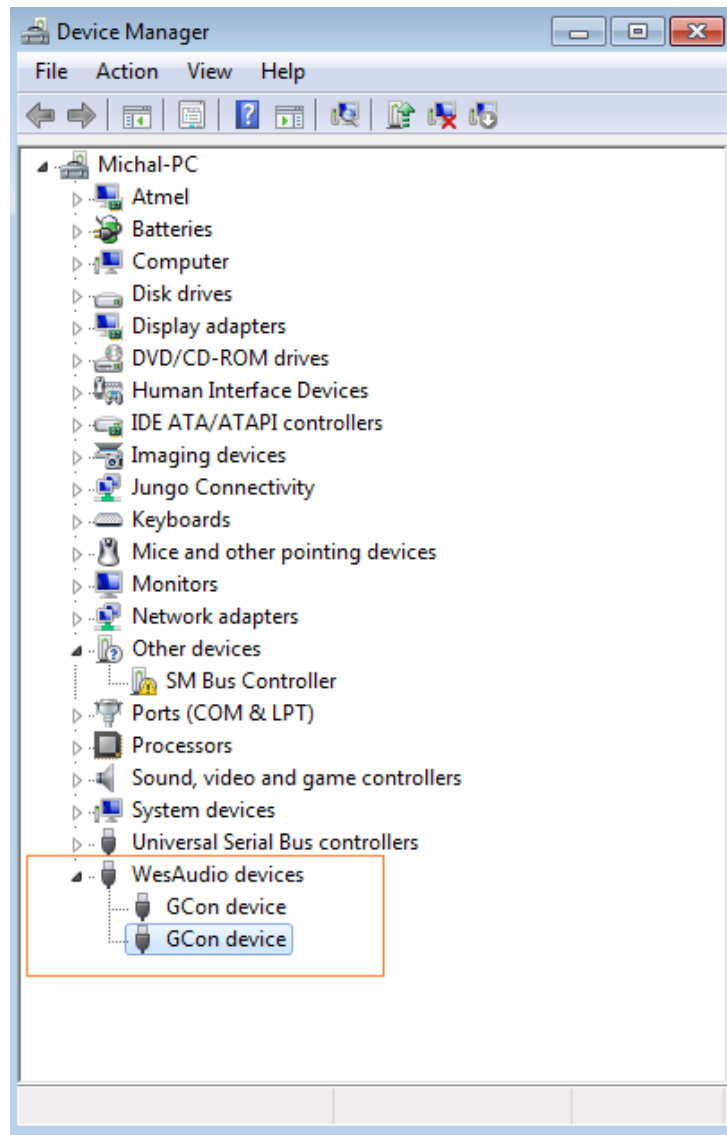 Device Manager
File Action View Help
Michal-PC
Atmel
Batteries
Computer
Disk drives
Display adapters
DVD/CD-ROM drives
Human Interface Devices
IDE ATA/ATAPI controllers
Imaging devices
Jungo Connectivity
Keyboards
Mice and other pointing devices
Monitors
Network adapters
Other devices
SM Bus Controller
Ports (COM & LPT)
Processors
Sound, video and game controllers
System devices
Universal Serial Bus controllers
WesAudio devices
GCon device
GCon device